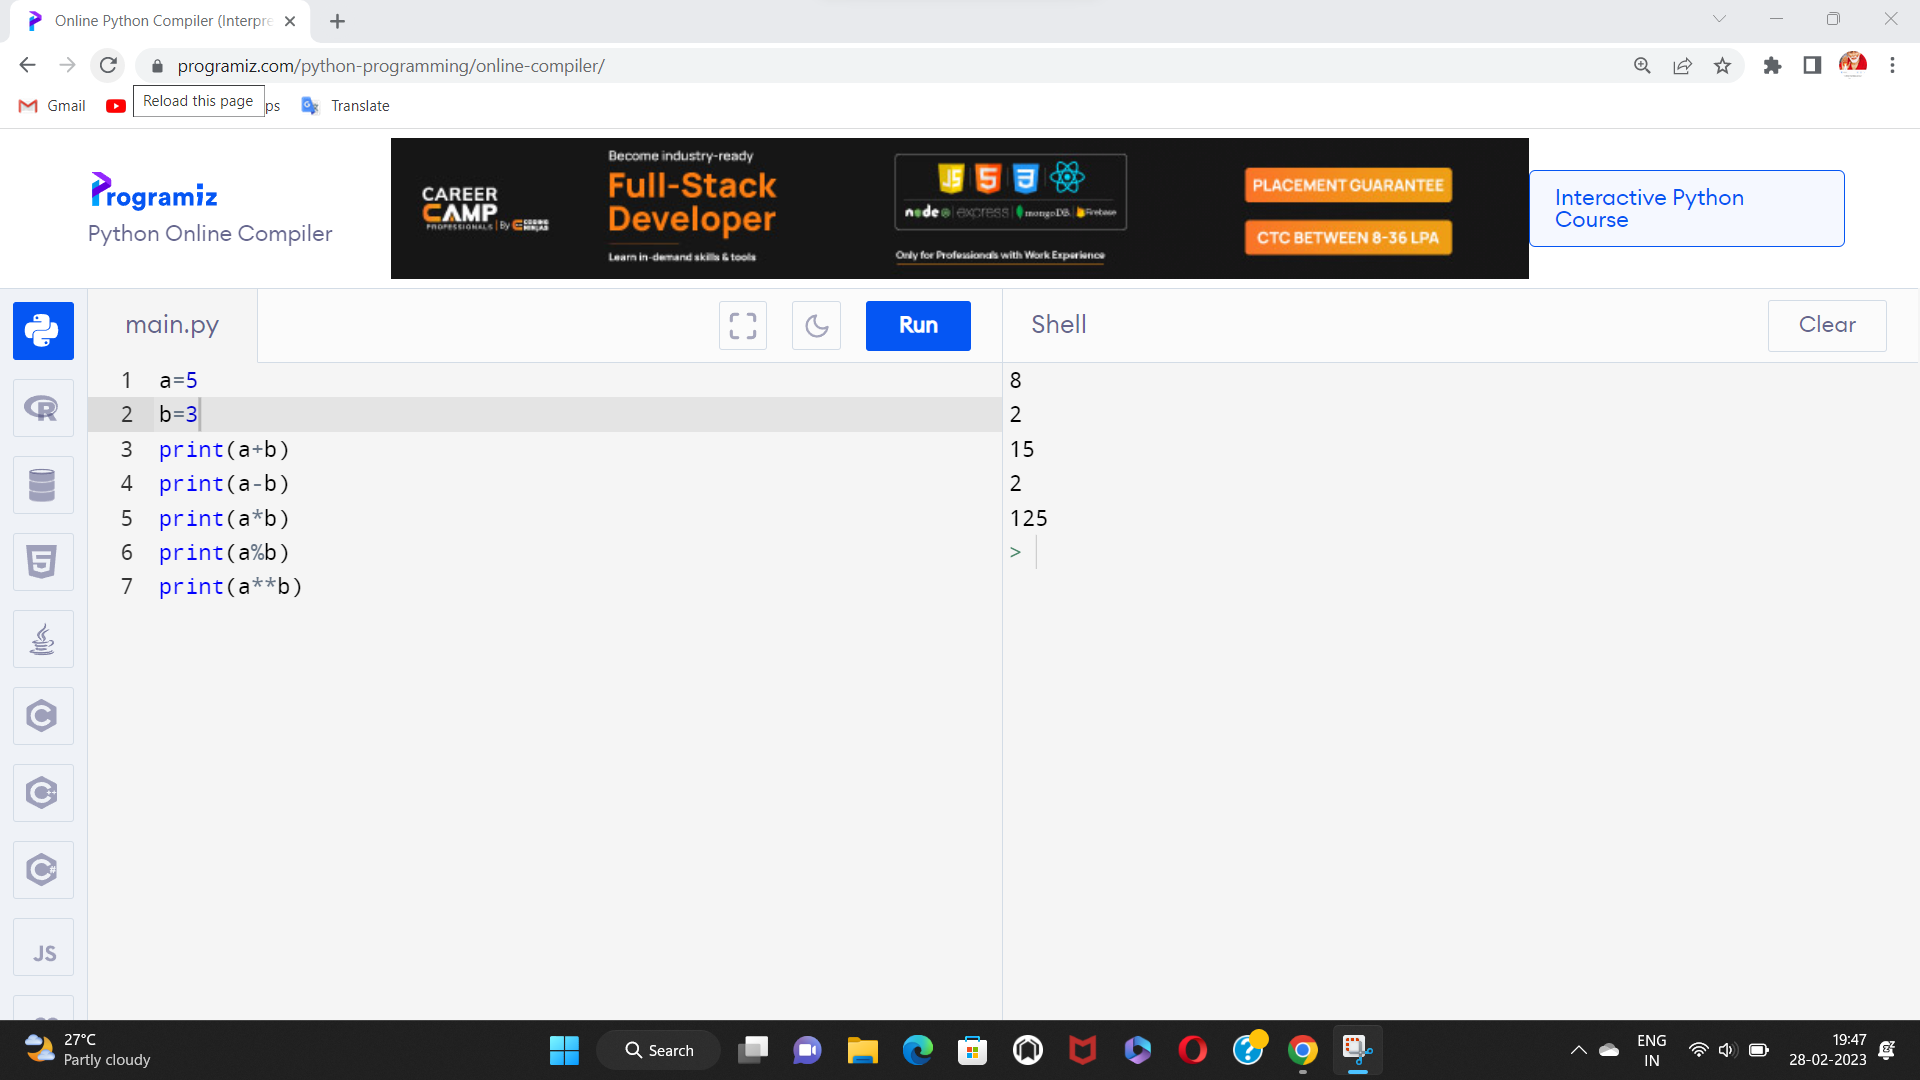 Online Python Compiler (Interpre
programiz.com/python-programming/online-compiler/
Gmail
Reload this page
ps
Translate
Programiz
Python Online Compiler
CAREER
CAMP
PROFESSIONALS | By CODING NINJAS
Become industry-ready
Full-Stack
Developer
Learn in-demand skills & tools
JS 5 3
node express mongoDB Firebase
Only for Professionals with Work Experience
PLACEMENT GUARANTEE
CTC BETWEEN 8-36 LPA
Interactive Python
Course
main.py
Run
Shell
Clear
1 a=5
2 b=3
3 print(a+b)
4 print(a-b)
5 print(a*b)
6 print(a%b)
7 print(a**b)
8
2
15
2
125
>
R
5
C
C++
C#
JS
27°C
Partly cloudy
Search
ENG
IN
19:47
28-02-2023